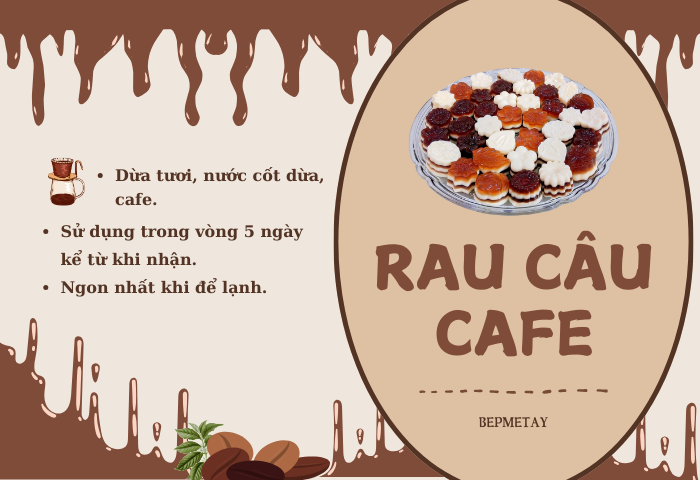 • Dừa tươi, nước cốt dừa,
cafe.
• Sử dụng trong vòng 5 ngày
kể từ khi nhận.
• Ngon nhất khi để lạnh.
RAU CÂU
CAFE
BEPMETAY